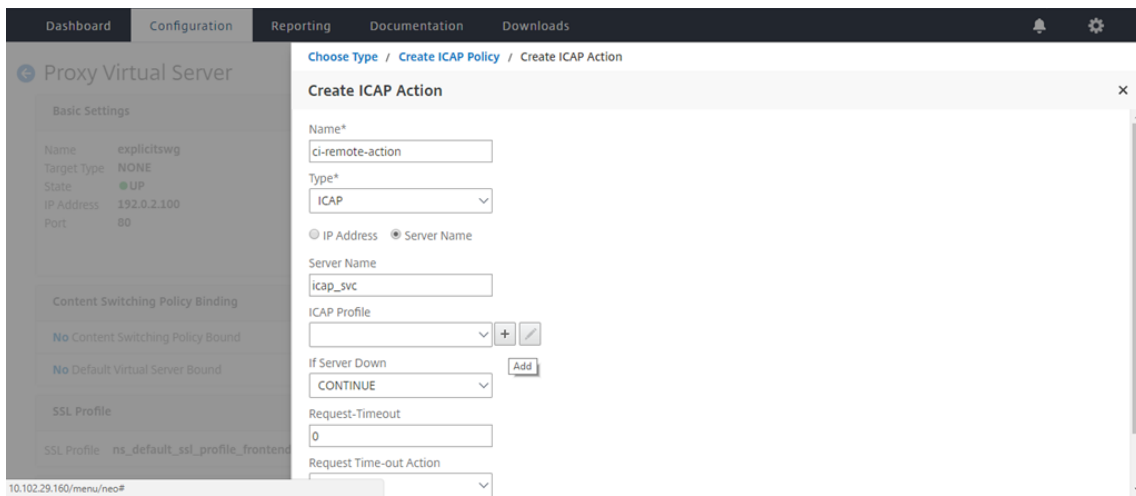 Dashboard Configuration Reporting Documentation Downloads
Choose Type / Create ICAP Policy / Create ICAP Action
Proxy Virtual Server
Basic Settings
Name explicitswg
Target Type NONE
State UP
IP Address 192.0.2.100
Port 80
Content Switching Policy Binding
No Content Switching Policy Bound
No Default Virtual Server Bound
SSL Profile
SSL Profile ns_default_ssl_profile_frontend
10.102.29.160/menu/neo#
Create ICAP Action
Name*
ci-remote-action
Type*
ICAP
IP Address Server Name
Server Name
icap_svc
ICAP Profile
+
Add
If Server Down
CONTINUE
Request-Timeout
0
Request Time-out Action